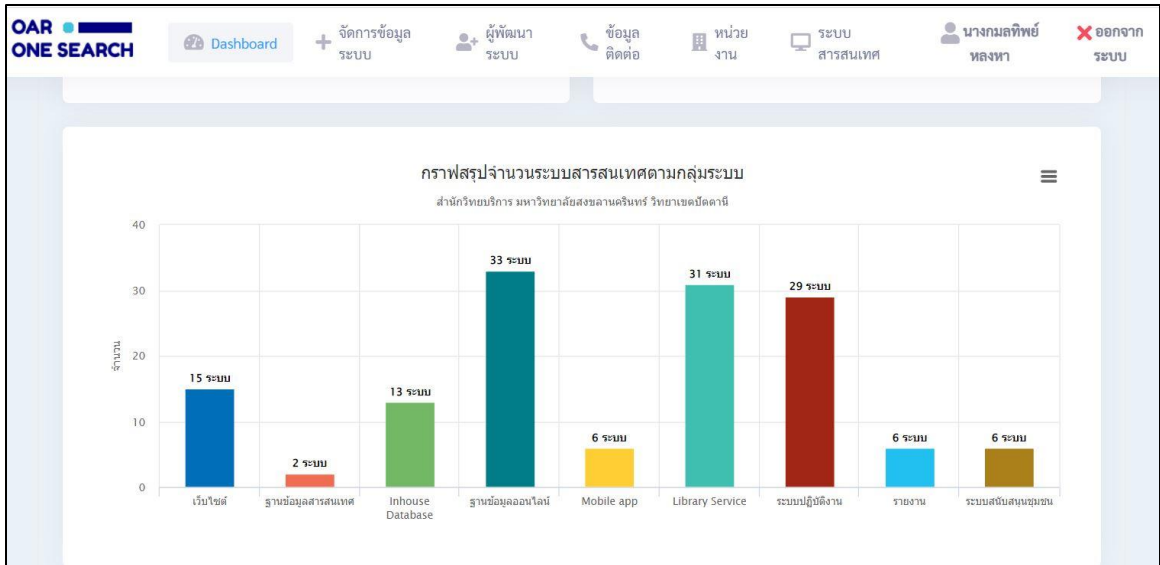 OAR
ONE SEARCH
Dashboard
จัดการข้อมูล
ระบบ
ผู้พัฒนา
ระบบ
ข้อมูล
ติดต่อ
หน่วย
งาน
ระบบ
สารสนเทศ
นางกมลทิพย์
หลงหา
ออกจาก
ระบบ
กราฟสรุปจำนวนระบบสารสนเทศตามกลุ่มระบบ
สำนักวิทยบริการ มหาวิทยาลัยสงขลานครินทร์ วิทยาเขตปัตตานี
จำนวน
40
30
20
10
0
15 ระบบ
2 ระบบ
13 ระบบ
33 ระบบ
6 ระบบ
31 ระบบ
29 ระบบ
6 ระบบ
6 ระบบ
เว็บไซต์
ฐานข้อมูลสารสนเทศ
Inhouse
Database
ฐานข้อมูลออนไลน์
Mobile app
Library Service
ระบบปฏิบัติงาน
รายงาน
ระบบสนับสนุนชุมชน